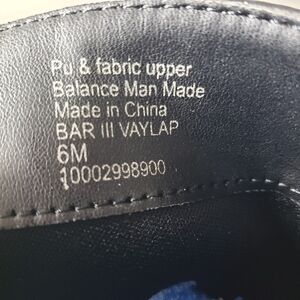 Pu & fabric upper
Balance Man Made
Made in China
BAR III VAYLAP
6M
10002998900